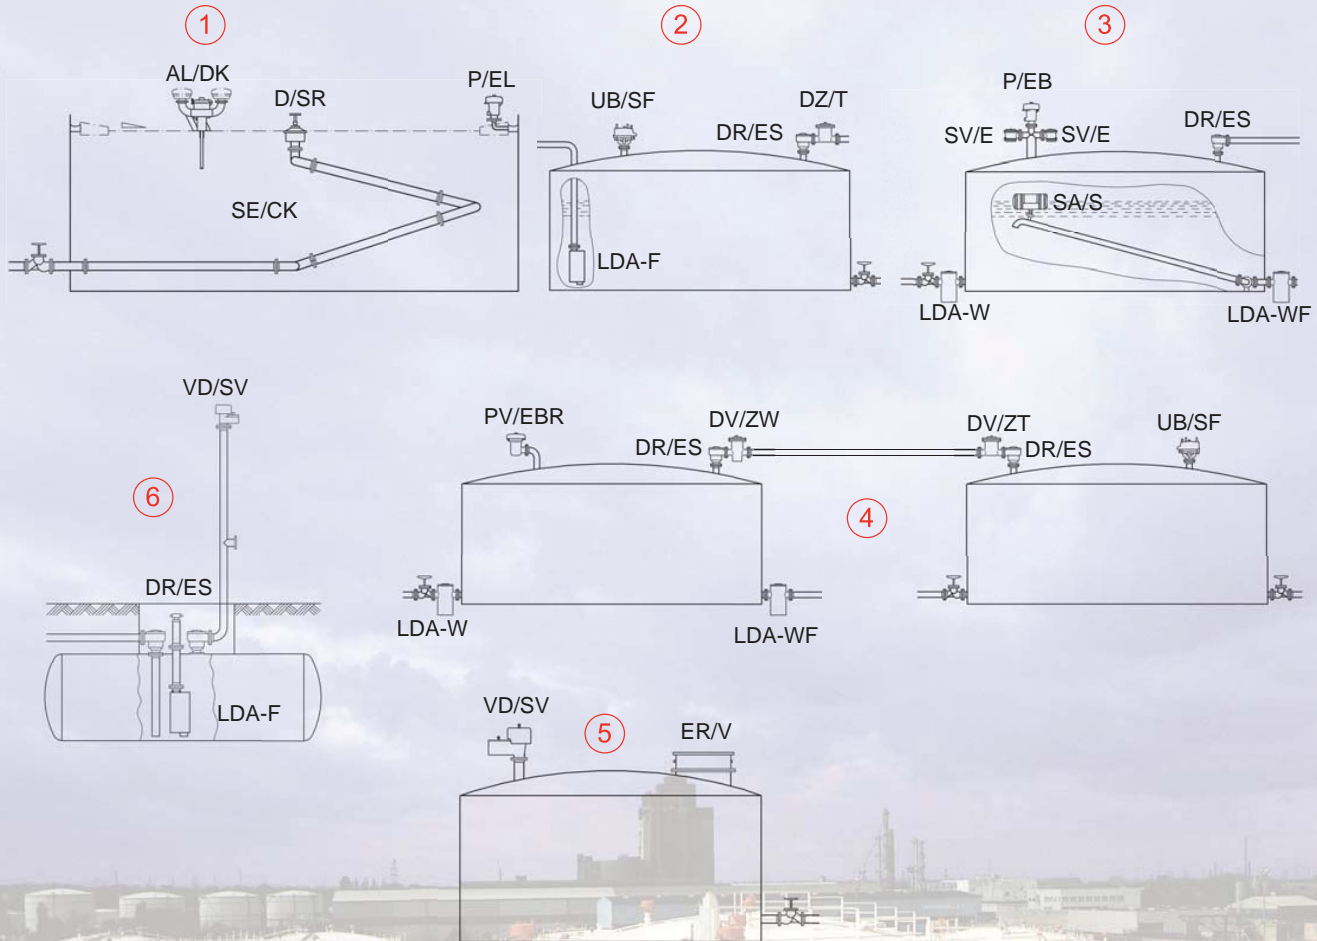 1
AL/DK
D/SR
P/EL
SE/CK
2
UB/SF
DR/ES
DZ/T
LDA-F
3
P/EB
SV/E
SV/E
DR/ES
SA/S
LDA-W
LDA-WF
VD/SV
6
DR/ES
LDA-F
PV/EBR
DR/ES
DV/ZW
DV/ZT
DR/ES
UB/SF
4
LDA-W
LDA-WF
VD/SV
5
ER/V